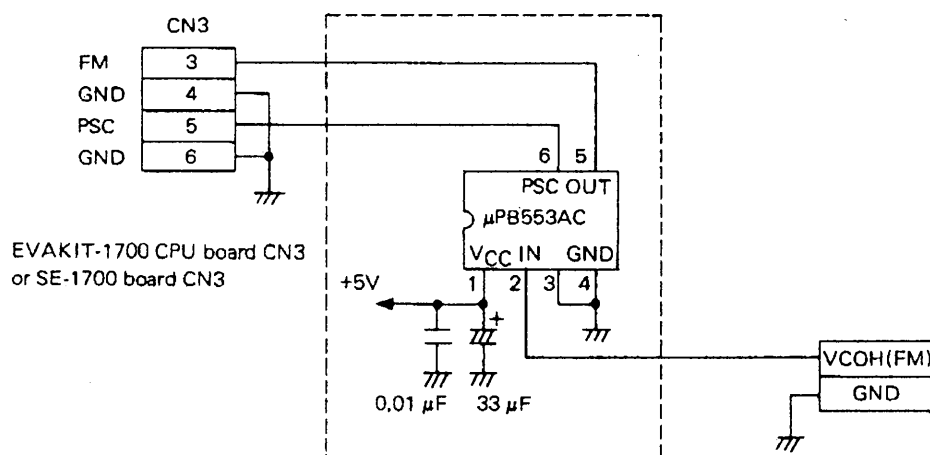 CN3
FM 3
GND 4
PSC 5
GND 6
EVAKIT-1700 CPU board CN3
or SE-1700 board CN3
6 5
PSC OUT
μPB553AC
VCC IN GND
1 2 3 4
+5V
+
0.01 μF 33 μF
VCOH(FM)
GND